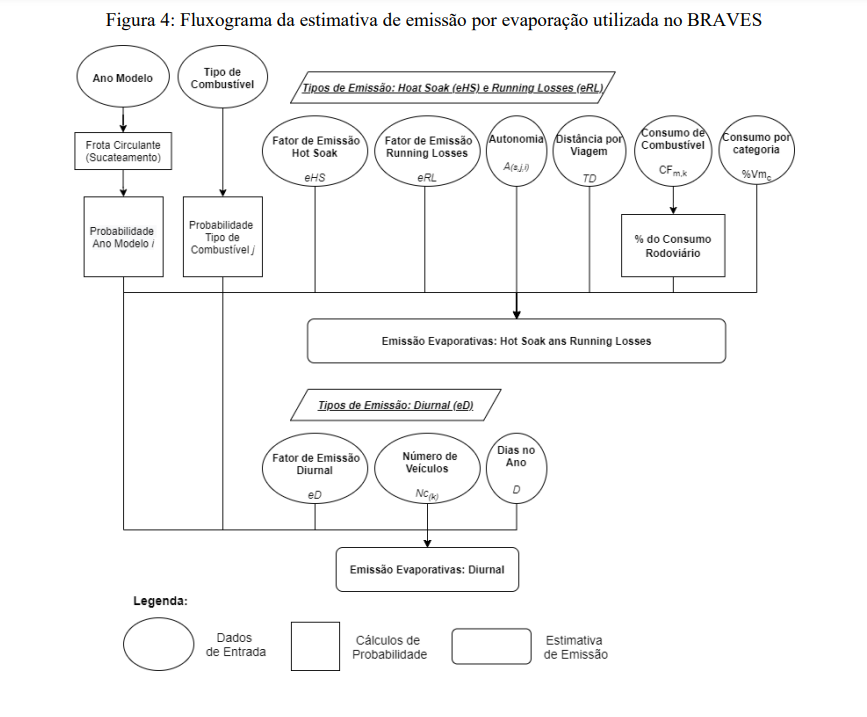 Figura 4: Fluxograma da estimativa de emissão por evaporação utilizada no BRAVES
Ano Modelo
Tipo de
Combustível
Tipos de Emissão: Hoat Soak (eHS) e Running Losses (eRL)
Frota Circulante
(Sucateamento)
Fator de Emissão
Hot Soak
eHS
Fator de Emissão
Running Losses
eRL
Autonomia
A(a,j,i)
Distância por
Viagem
TD
Consumo de
Combustível
CFm,k
Consumo por
categoria
%Vmc
Probabilidade
Ano Modelo i
Probabilidade
Tipo de
Combustível j
% do Consumo
Rodoviário
Emissão Evaporativas: Hot Soak ans Running Losses
Tipos de Emissão: Diurnal (eD)
Fator de Emissão
Diurnal
eD
Número de
Veículos
Nc(k)
Dias no
Ano
D
Emissão Evaporativas: Diurnal
Legenda:
Dados
de Entrada
Cálculos de
Probabilidade
Estimativa
de Emissão